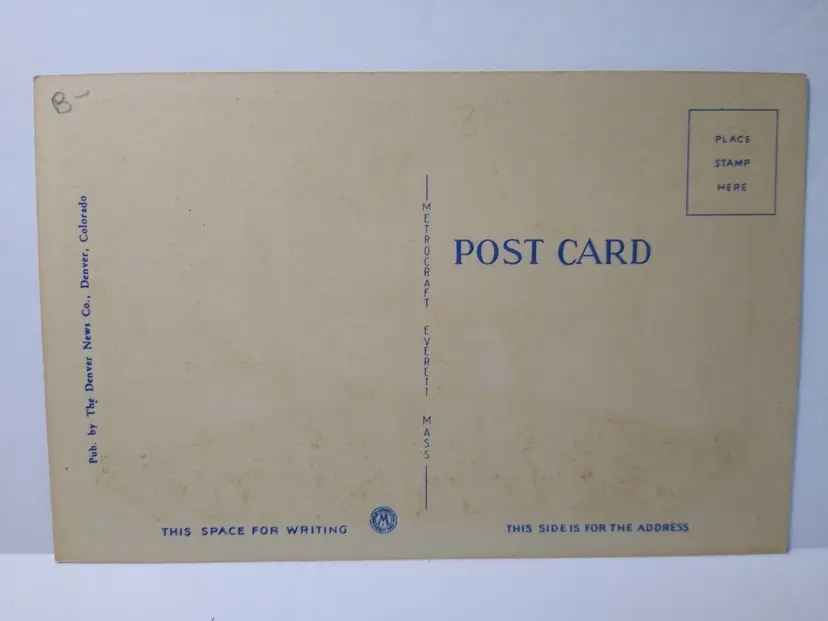 B-
3
PLACE
STAMP
HERE
Pub. by The Denver News Co., Denver, Colorado
METROCRAFT EVERETT MASS
POST CARD
THIS SPACE FOR WRITING
M
THIS SIDE IS FOR THE ADDRESS